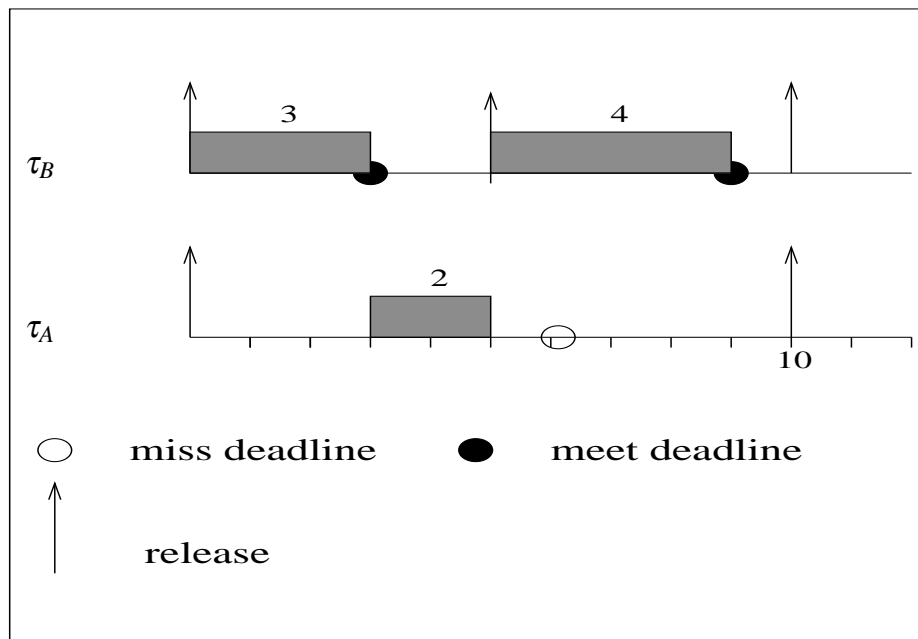 3
4
τB
2
τA
10
miss deadline
meet deadline
release